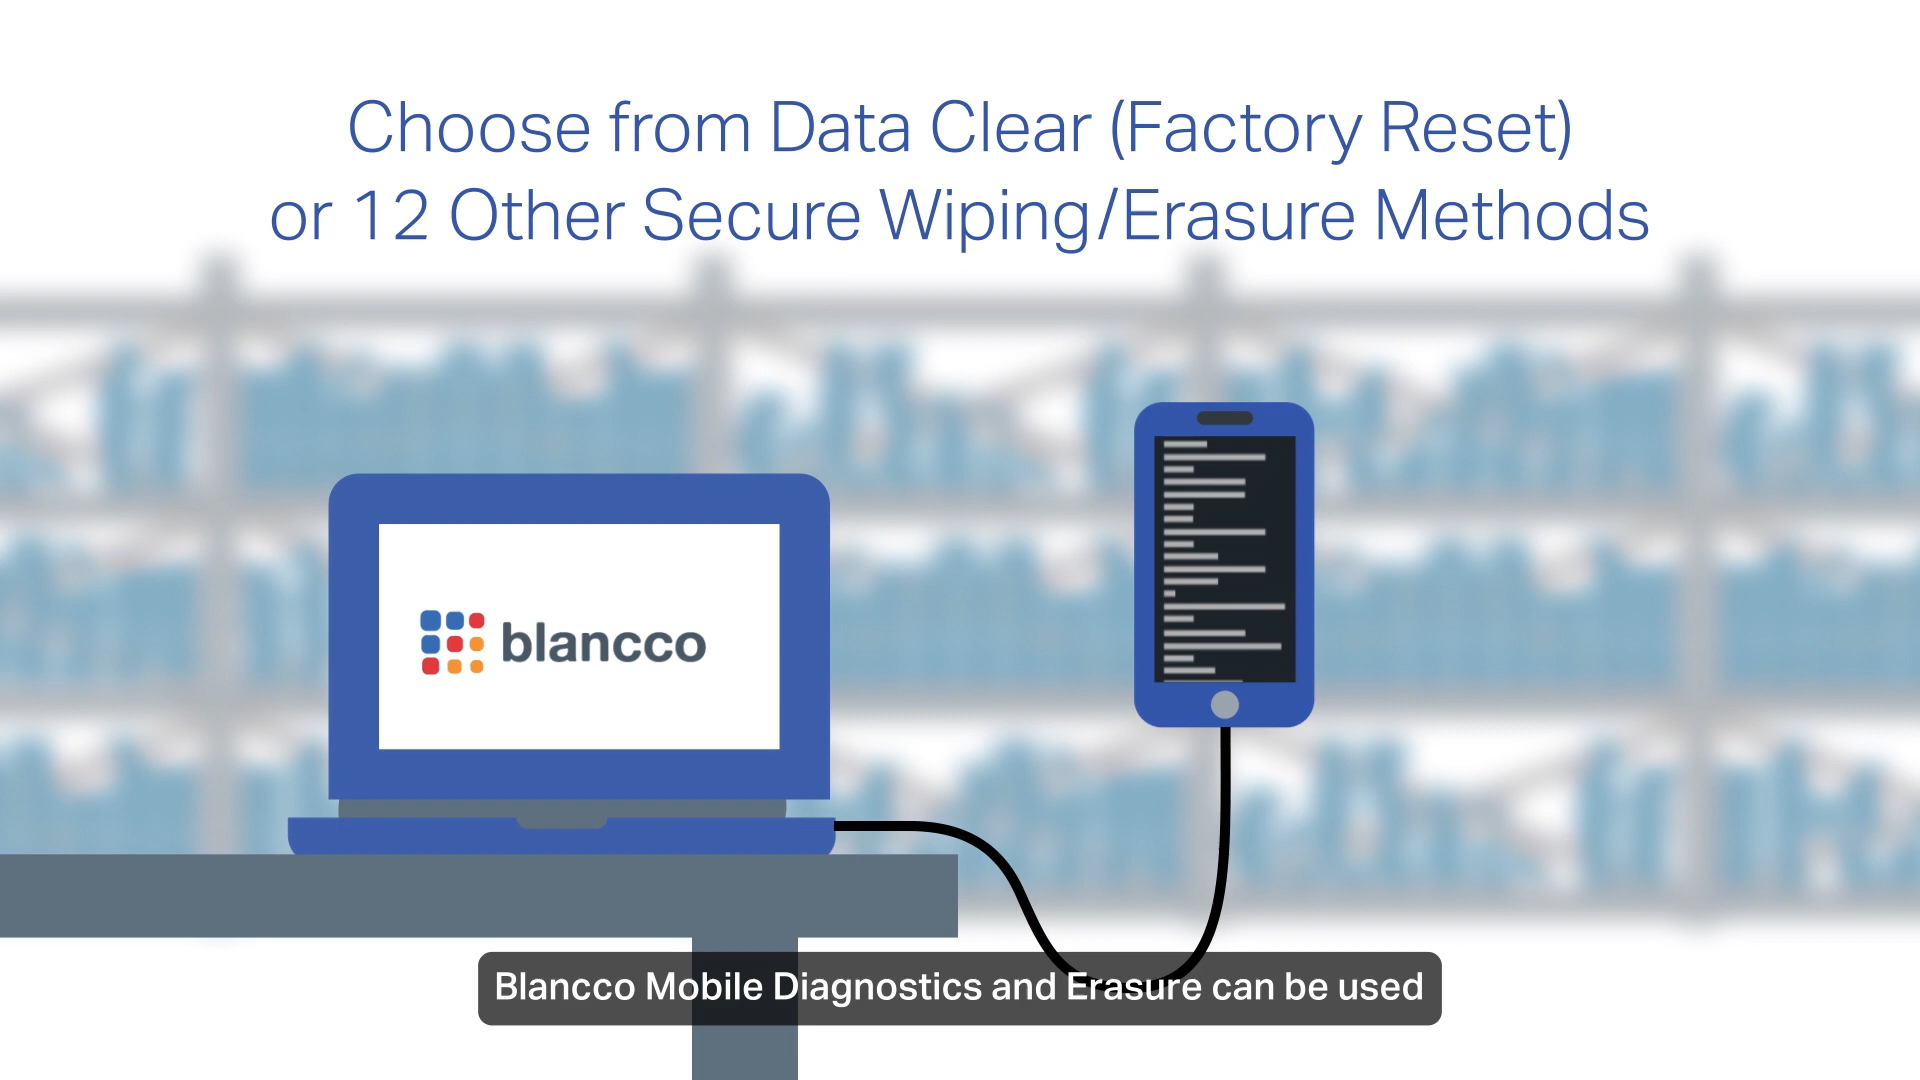 Choose from Data Clear (Factory Reset)
or 12 Other Secure Wiping/Erasure Methods
blancco
Blancco Mobile Diagnostics and Erasure can be used